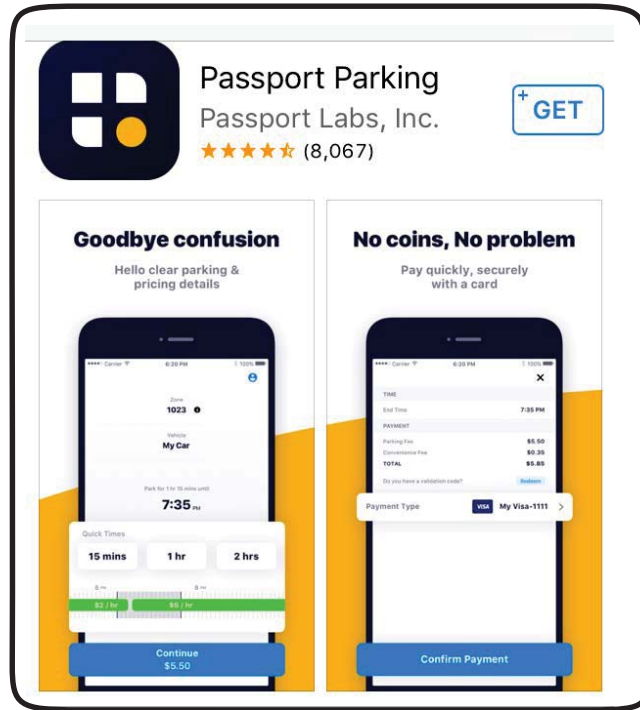 Passport Parking
Passport Labs, Inc.
(8,067)
+ GET
Goodbye confusion
Hello clear parking &
pricing details
Carrier 6:20 PM 100%
Zone
1023
Vehicle
My Car
Park for 1 hr 15 mins until
7:35 PM
Quick Times
15 mins 1 hr 2 hrs
6 PM 8 PM
$2 / hr $6 / hr
Continue
$5.50
No coins, No problem
Pay quickly, securely
with a card
Carrier 6:20 PM 100%
TIME
End Time 7:35 PM
PAYMENT
Parking Fee $5.50
Convenience Fee $0.35
TOTAL $5.85
Do you have a validation code? Redeem
Payment Type VISA My Visa-1111
Confirm Payment